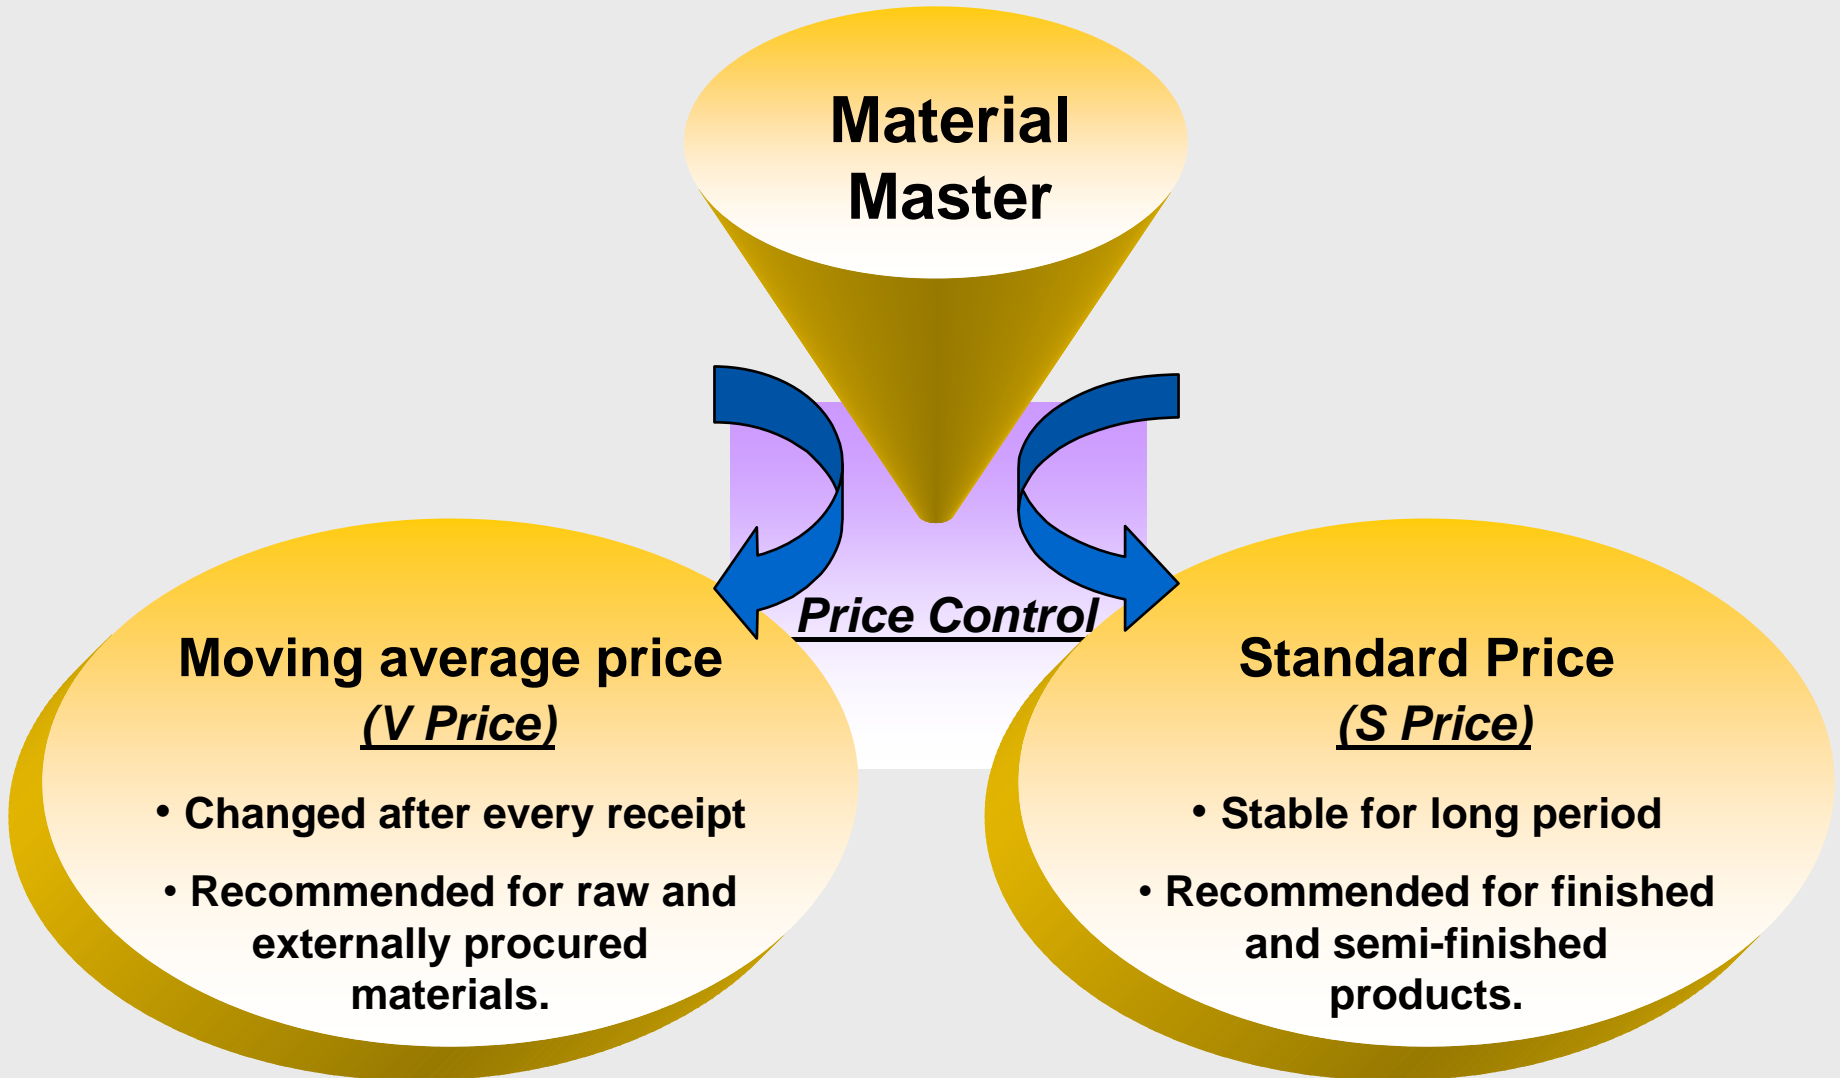 Material
Master
Price Control
Moving average price
(V Price)
• Changed after every receipt
• Recommended for raw and
externally procured
materials.
Standard Price
(S Price)
• Stable for long period
• Recommended for finished
and semi-finished
products.